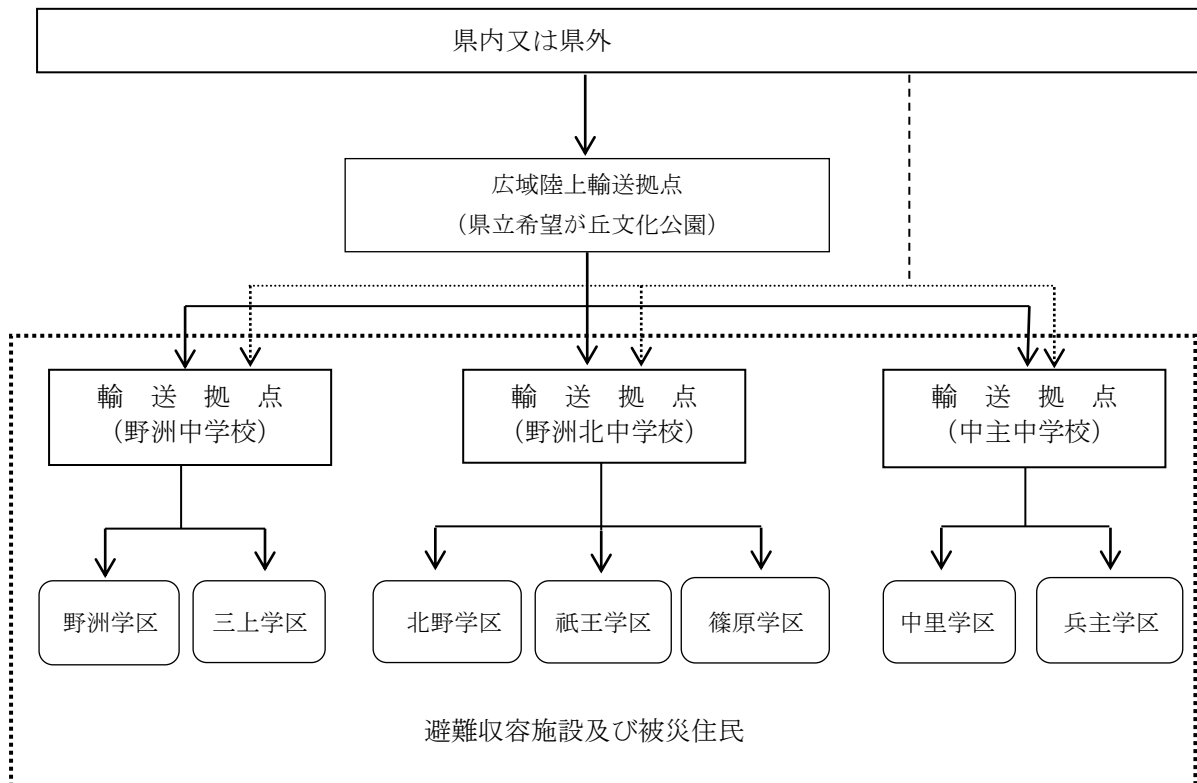 県内又は県外
広域陸上輸送拠点
（県立希望が丘文化公園）
輸　送　拠　点
（野洲中学校）
輸　送　拠　点
（野洲北中学校）
輸　送　拠　点
（中主中学校）
野洲学区
三上学区
北野学区
祇王学区
篠原学区
中里学区
兵主学区
避難収容施設及び被災住民